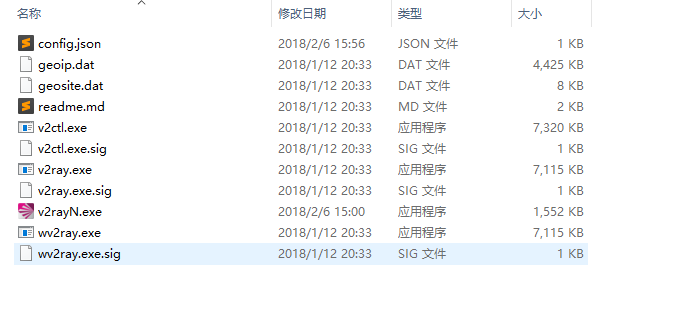 名称 修改日期 类型 大小
config.json 2018/2/6 15:56 JSON 文件 1 KB
geoip.dat 2018/1/12 20:33 DAT 文件 4,425 KB
geosite.dat 2018/1/12 20:33 DAT 文件 8 KB
readme.md 2018/1/12 20:33 MD 文件 2 KB
v2ctl.exe 2018/1/12 20:33 应用程序 7,320 KB
v2ctl.exe.sig 2018/1/12 20:33 SIG 文件 1 KB
v2ray.exe 2018/1/12 20:33 应用程序 7,115 KB
v2ray.exe.sig 2018/1/12 20:33 SIG 文件 1 KB
v2rayN.exe 2018/2/6 15:00 应用程序 1,552 KB
wv2ray.exe 2018/1/12 20:33 应用程序 7,115 KB
wv2ray.exe.sig 2018/1/12 20:33 SIG 文件 1 KB